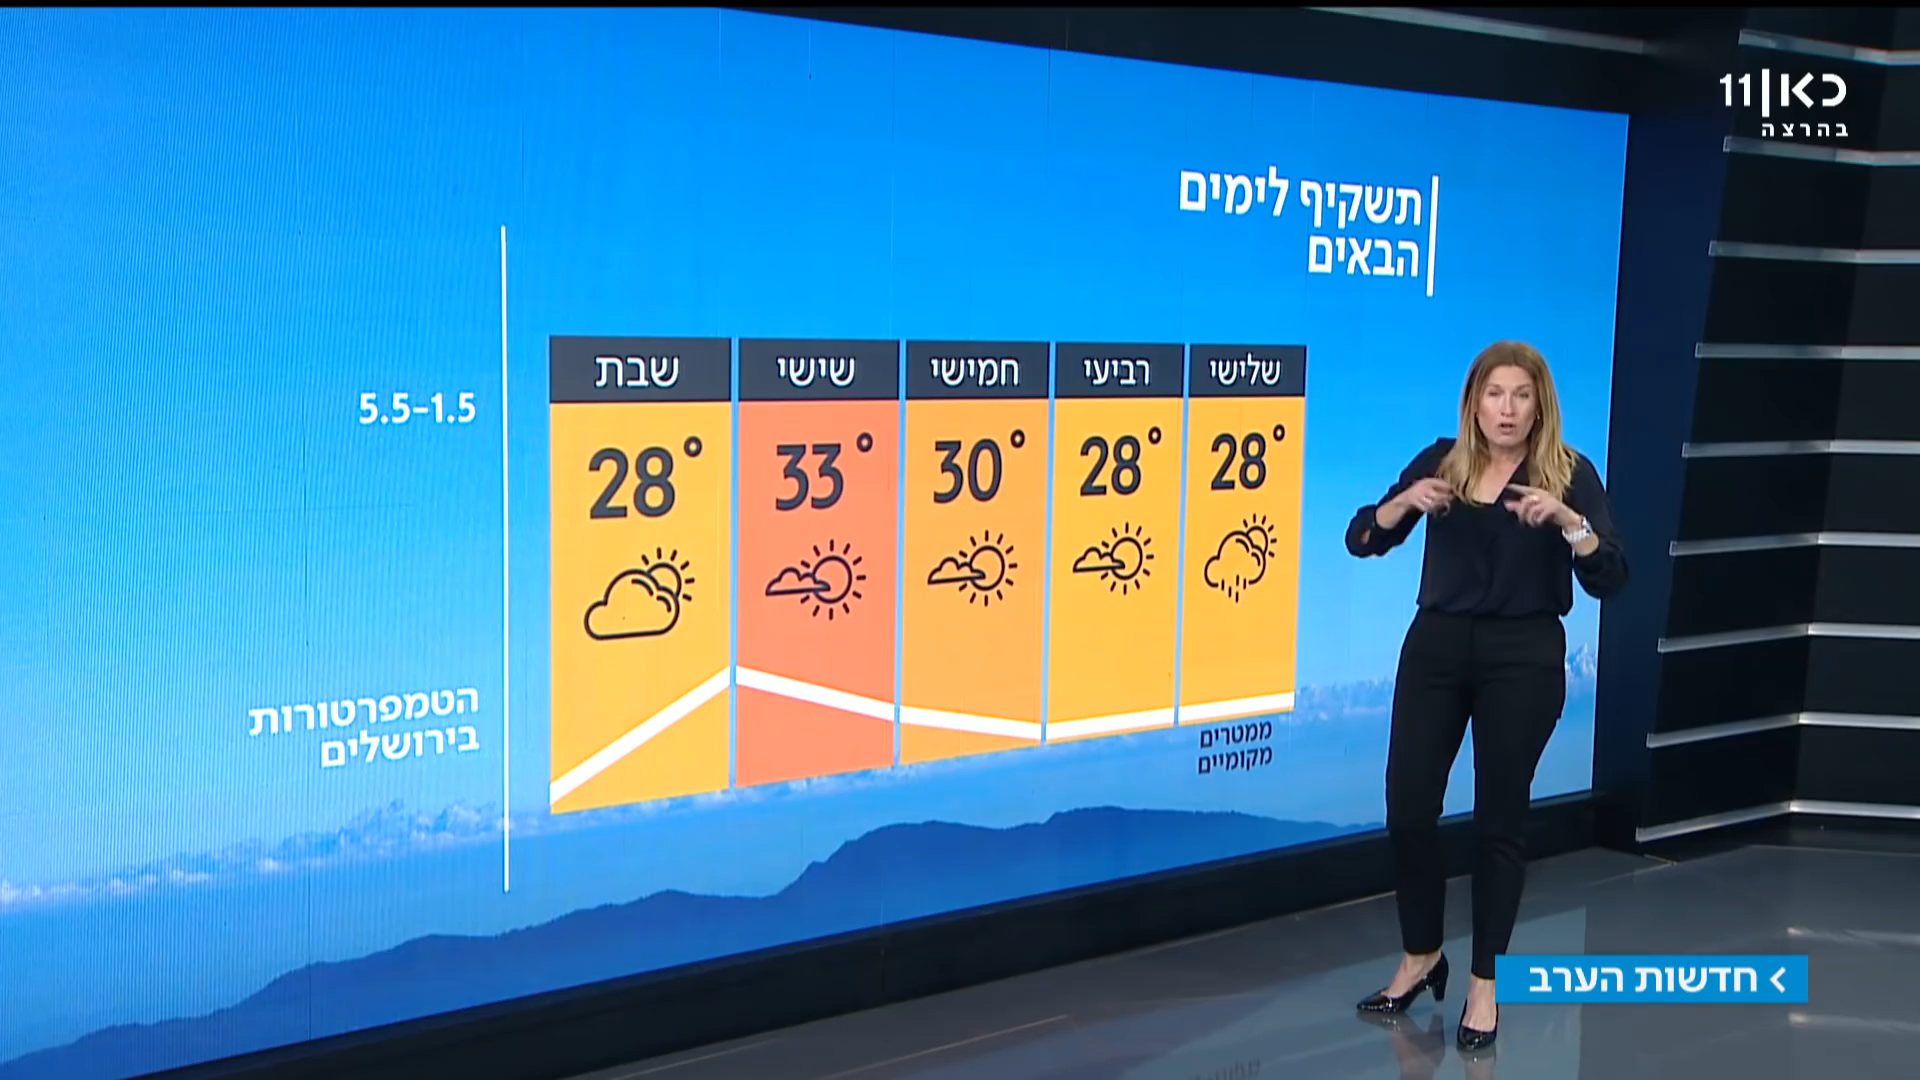 כאן 11
בהרצה
תשקיף לימים
הבאים
שלישי
רביעי
חמישי
שישי
שבת
28°
28°
30°
33°
28°
5.5-1.5
הטמפרטורות
בירושלים
ממטרים
מקומיים
חדשות הערב